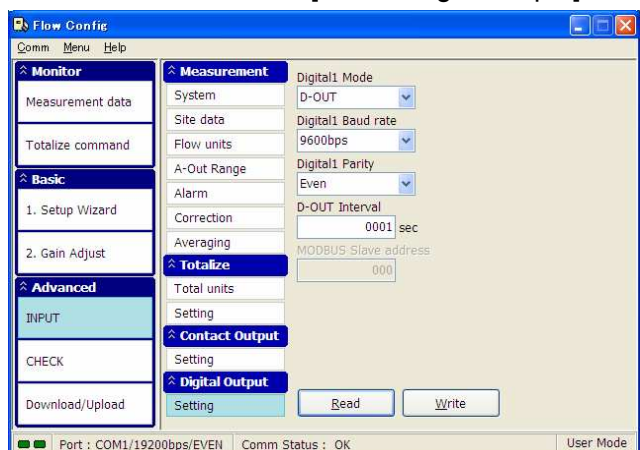 Flow Config
Comm Menu Help
Monitor
Measurement data
Totalize command
Basic
1. Setup Wizard
2. Gain Adjust
Advanced
INPUT
CHECK
Download/Upload
Measurement
System
Site data
Flow units
A-Out Range
Alarm
Correction
Averaging
Totalize
Total units
Setting
Contact Output
Setting
Digital Output
Setting
Digital1 Mode
D-OUT
Digital1 Baud rate
9600bps
Digital1 Parity
Even
D-OUT Interval
0001 sec
MODBUS Slave address
000
Read Write
Port : COM1/19200bps/EVEN Comm Status : OK User Mode